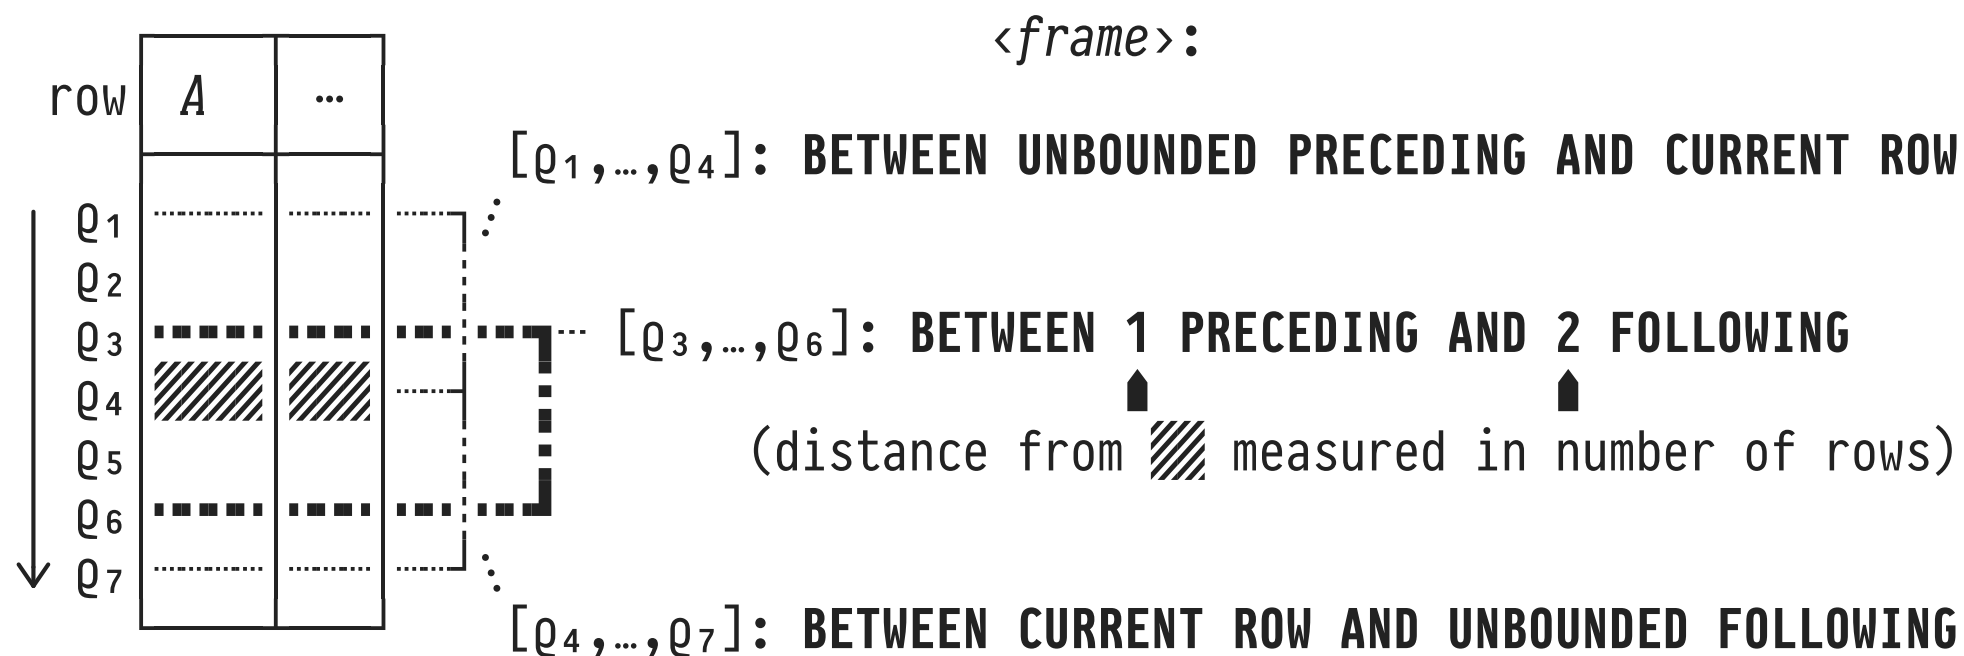 ‹frame›:
row A …
[ϱ₁,…,ϱ₄]: BETWEEN UNBOUNDED PRECEDING AND CURRENT ROW
ϱ₁
ϱ₂
ϱ₃ [ϱ₃,…,ϱ₆]: BETWEEN 1 PRECEDING AND 2 FOLLOWING
ϱ₄
ϱ₅ (distance from measured in number of rows)
ϱ₆
ϱ₇
[ϱ₄,…,ϱ₇]: BETWEEN CURRENT ROW AND UNBOUNDED FOLLOWING